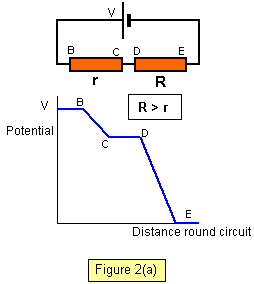 V
B C D E
r R
V B R > r
Potential
C D
E
Distance round circuit
Figure 2(a)